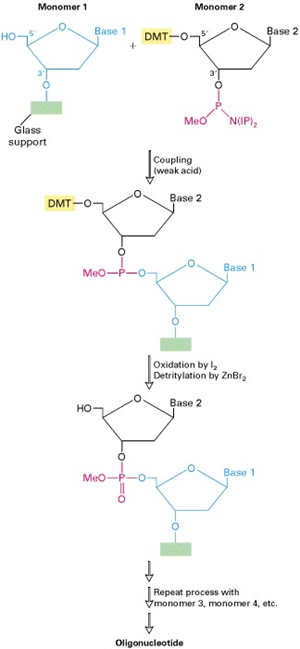 Monomer 1
Monomer 2
HO 5′ O Base 1
+
DMT—O 5′ O Base 2
3′
O
3′
O
P
MeO N(IP)2
Glass
support
Coupling
(weak acid)
DMT—O O Base 2
O
MeO—P—O O Base 1
O
Oxidation by I2
Detritylation by ZnBr2
HO O Base 2
O
MeO—P—O O Base 1
O
O
Repeat process with
monomer 3, monomer 4, etc.
Oligonucleotide